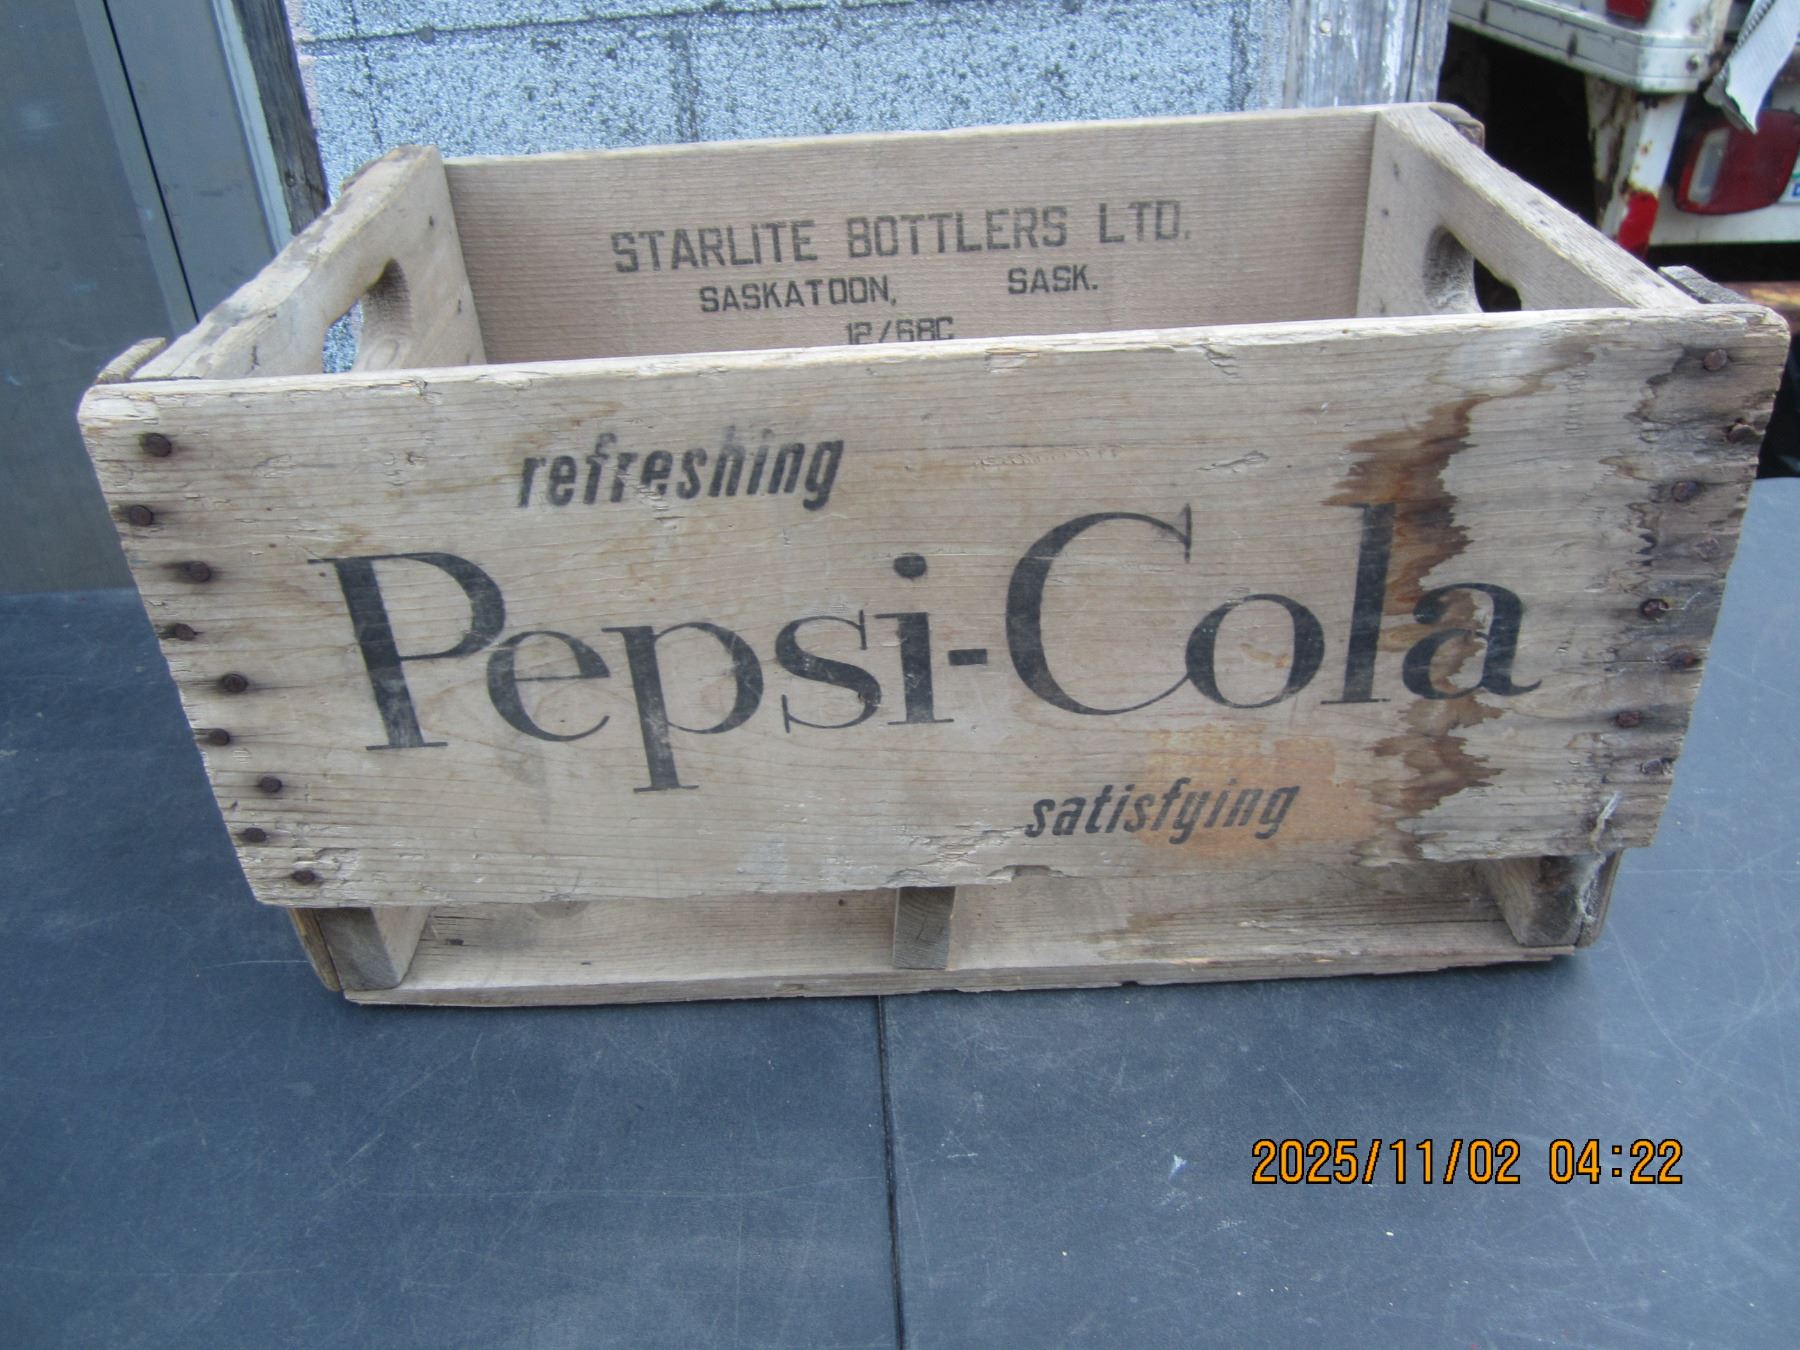 STARLITE BOTTLERS LTD.
SASKATOON, SASK.
12/68C
refreshing
Pepsi-Cola
satisfying
2025/11/02 04:22